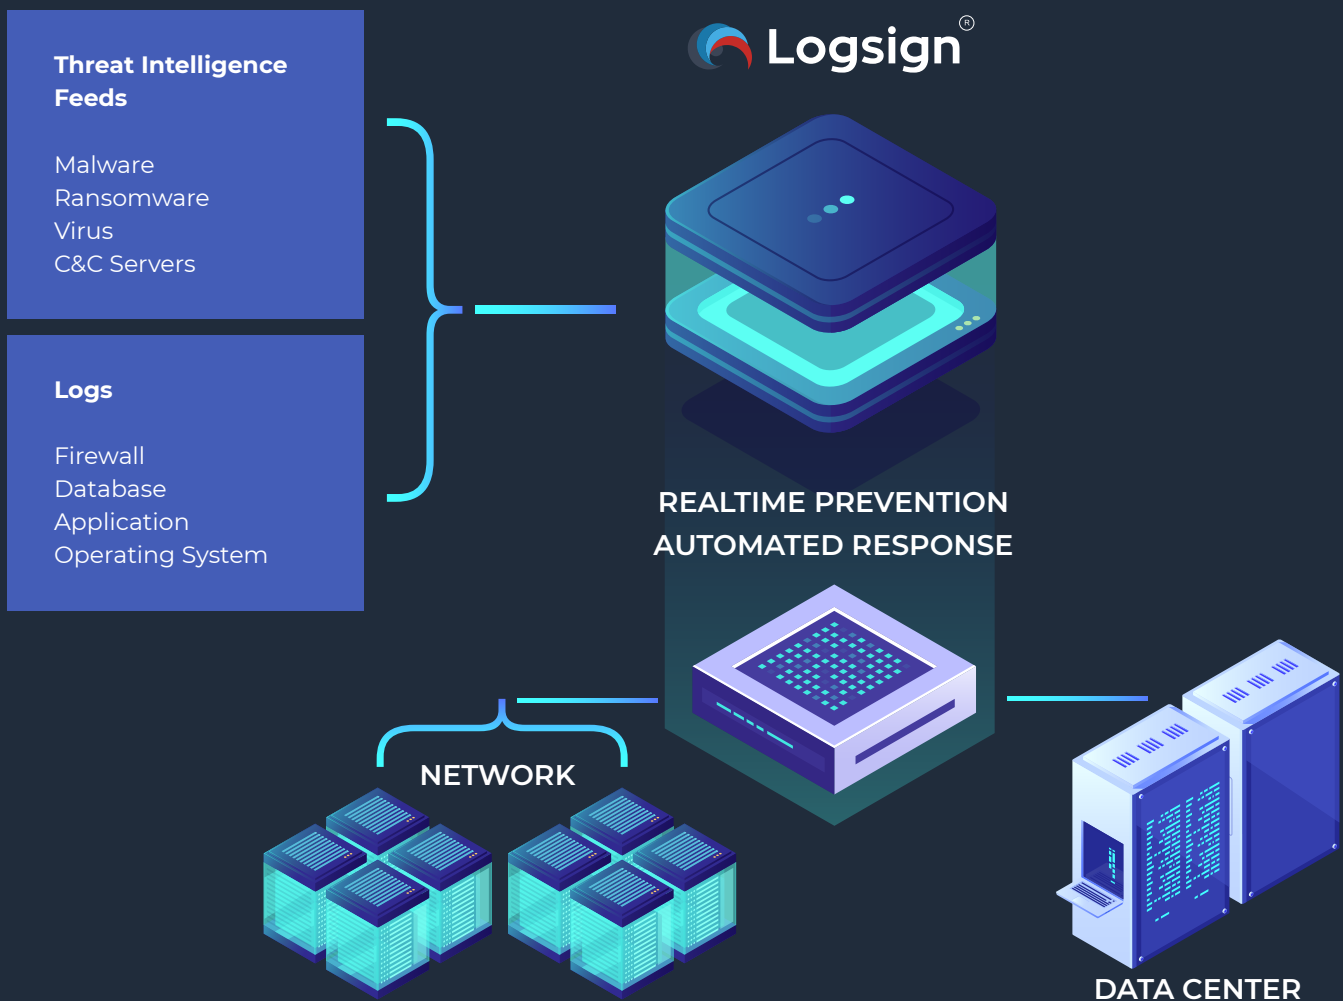 Logsign®
Threat Intelligence
Feeds
Malware
Ransomware
Virus
C&C Servers
Logs
Firewall
Database
Application
Operating System
REALTIME PREVENTION
AUTOMATED RESPONSE
NETWORK
DATA CENTER